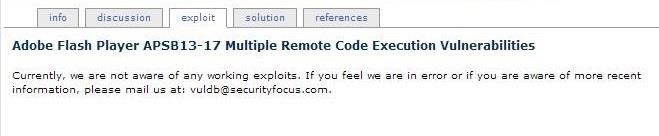 info discussion exploit solution references
Adobe Flash Player APSB13-17 Multiple Remote Code Execution Vulnerabilities
Currently, we are not aware of any working exploits. If you feel we are in error or if you are aware of more recent
information, please mail us at: vuldb@securityfocus.com.